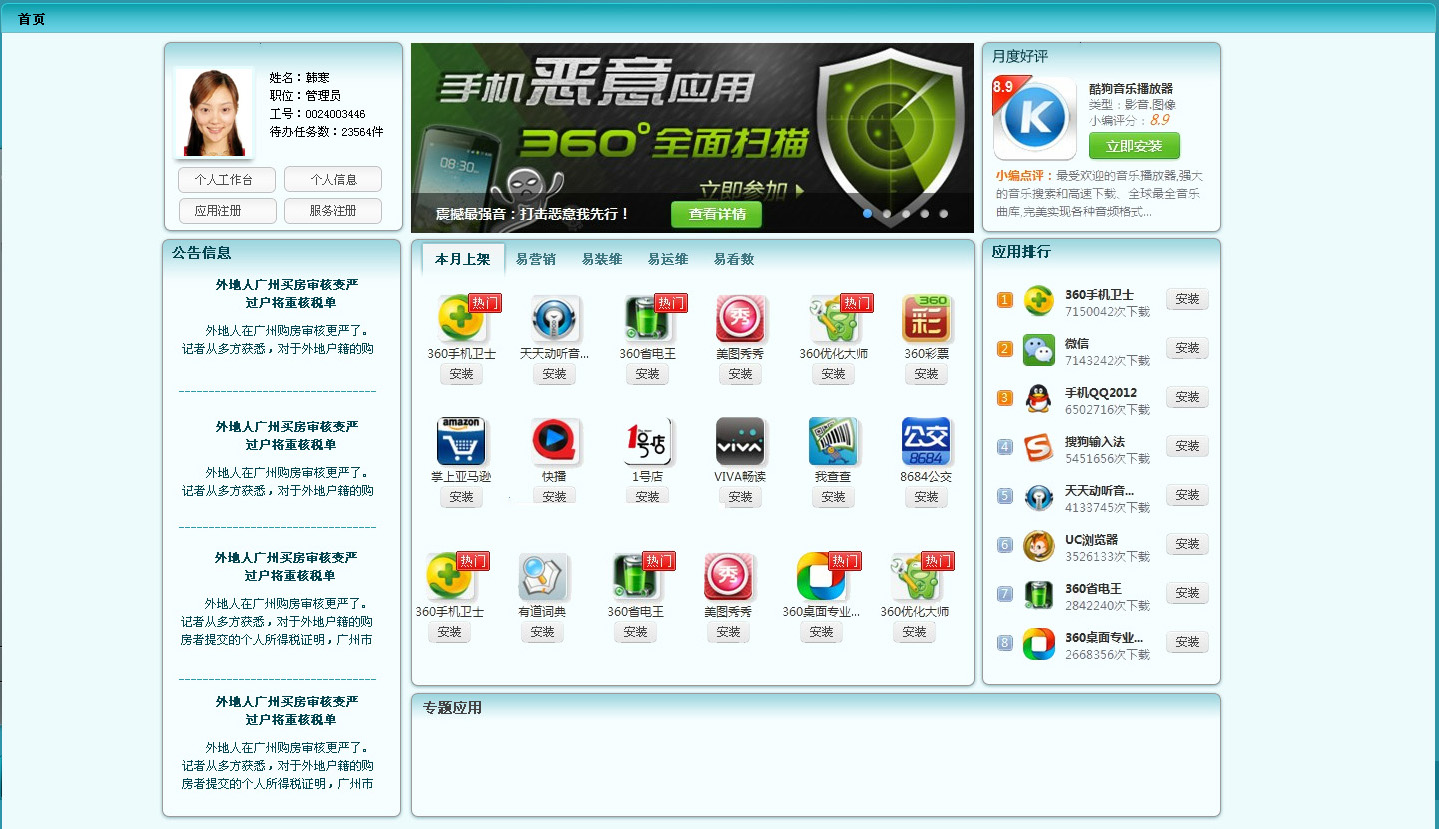 首页
姓名：韩寒
职位：管理员
工号：0024003446
待办任务数：23564件
个人工作台
个人信息
应用注册
服务注册
手机恶意应用
360°全面扫描
08:30
立即参加
震撼最强音：打击恶意我先行！
查看详情
月度好评
8.9
K
酷狗音乐播放器
类型：影音.图像
小编评分：8.9
立即安装
小编点评：最受欢迎的音乐播放器,强大
的音乐搜索和高速下载、全球最全音乐
曲库,完美实现各种音频格式...
公告信息
外地人广州买房审核变严
过户将重核税单
外地人在广州购房审核更严了。
记者从多方获悉，对于外地户籍的购
外地人广州买房审核变严
过户将重核税单
外地人在广州购房审核更严了。
记者从多方获悉，对于外地户籍的购
外地人广州买房审核变严
过户将重核税单
外地人在广州购房审核更严了。
记者从多方获悉，对于外地户籍的购
房者提交的个人所得税证明，广州市
外地人广州买房审核变严
过户将重核税单
外地人在广州购房审核更严了。
记者从多方获悉，对于外地户籍的购
房者提交的个人所得税证明，广州市
本月上架 易营销 易装维 易运维 易看数
热门 热门 秀 热门 360 彩
360手机卫士 天天动听音... 360省电王 美图秀秀 360优化大师 360彩票
安装 安装 安装 安装 安装 安装
amazon 1号店 VIVA 公交 8684
掌上亚马逊 快播 1号店 VIVA畅读 我查查 8684公交
安装 安装 安装 安装 安装 安装
热门 热门 秀 热门 热门
360手机卫士 有道词典 360省电王 美图秀秀 360桌面专业... 360优化大师
安装 安装 安装 安装 安装 安装
应用排行
1 360手机卫士 安装
7150042次下载
2 微信 安装
7143242次下载
3 手机QQ2012 安装
6502716次下载
4 搜狗输入法 安装
5451656次下载
5 天天动听音... 安装
4133745次下载
6 UC浏览器 安装
3526133次下载
7 360省电王 安装
2842240次下载
8 360桌面专业... 安装
2668356次下载
专题应用